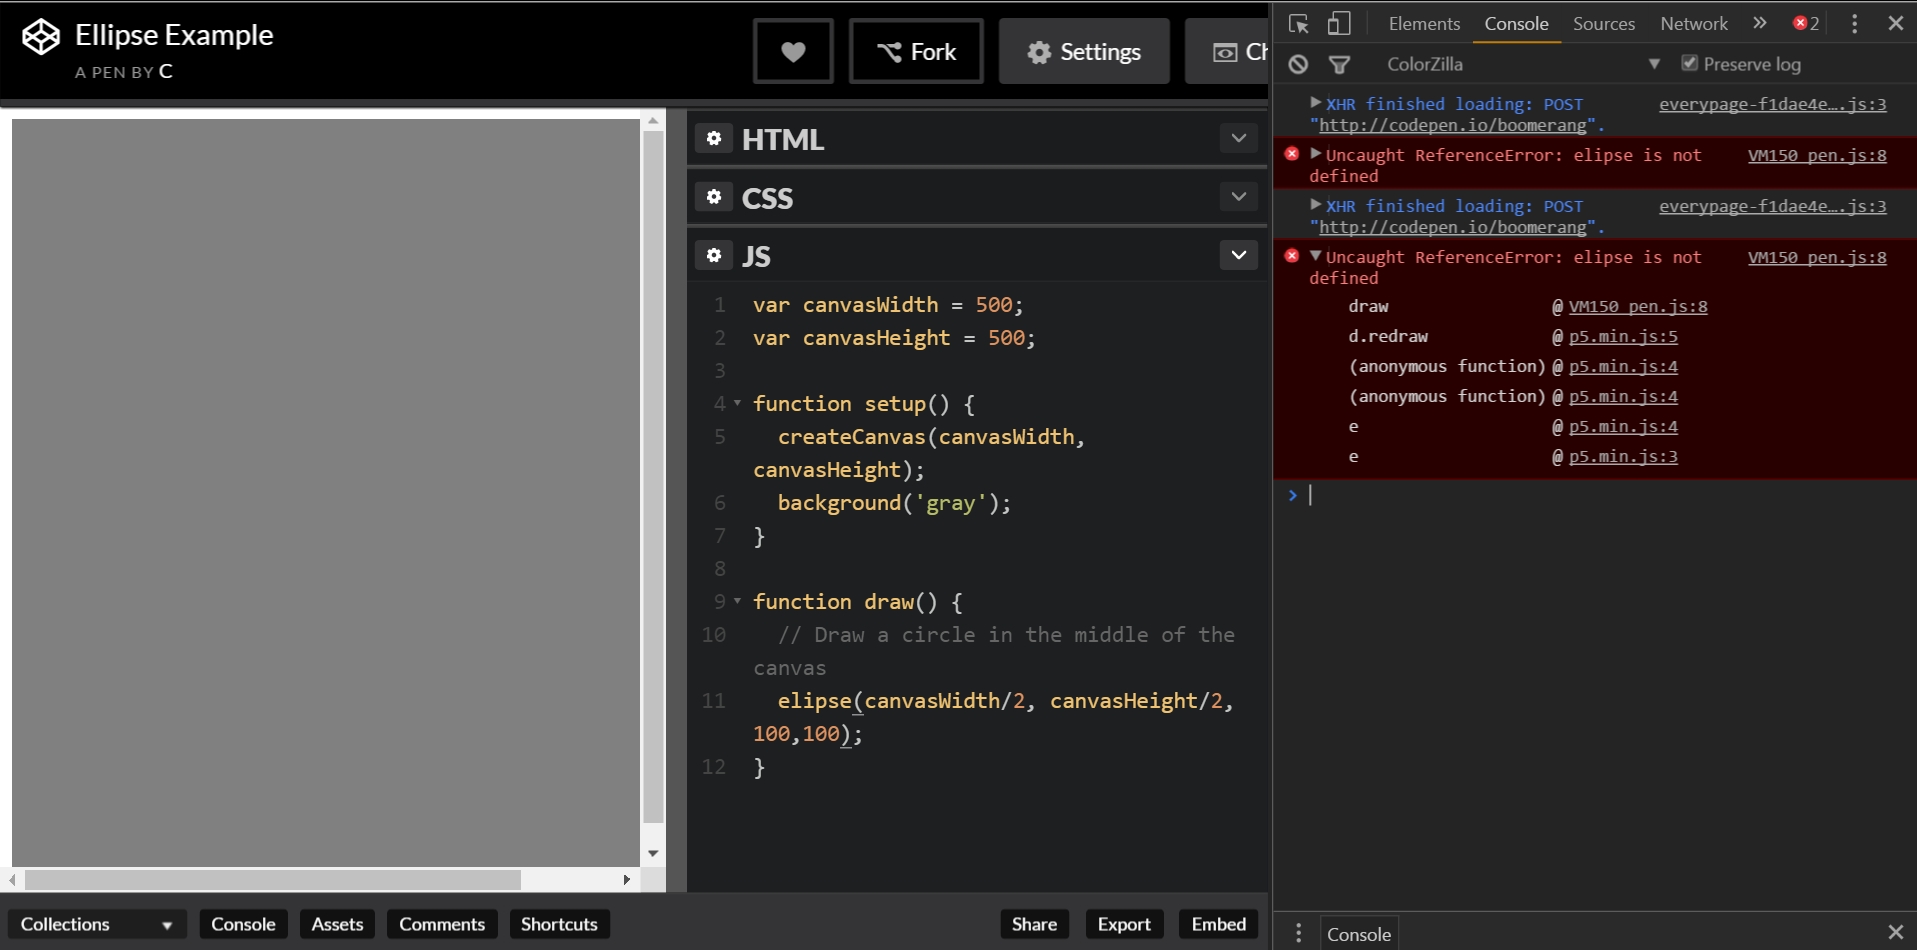 Ellipse Example
A PEN BY C
Fork
Settings
Ch
HTML
CSS
JS
1 var canvasWidth = 500;
2 var canvasHeight = 500;
3
4 function setup() {
5 createCanvas(canvasWidth,
canvasHeight);
6 background('gray');
7 }
8
9 function draw() {
10 // Draw a circle in the middle of the
canvas
11 elipse(canvasWidth/2, canvasHeight/2,
100,100);
12 }
Collections
Console
Assets
Comments
Shortcuts
Share
Export
Embed
Elements Console Sources Network » 2
ColorZilla Preserve log
XHR finished loading: POST everypage-f1dae4e….js:3
"http://codepen.io/boomerang".
Uncaught ReferenceError: elipse is not VM150 pen.js:8
defined
XHR finished loading: POST everypage-f1dae4e….js:3
"http://codepen.io/boomerang".
Uncaught ReferenceError: elipse is not VM150 pen.js:8
defined
draw @ VM150 pen.js:8
d.redraw @ p5.min.js:5
(anonymous function) @ p5.min.js:4
(anonymous function) @ p5.min.js:4
e @ p5.min.js:4
e @ p5.min.js:3
>
Console